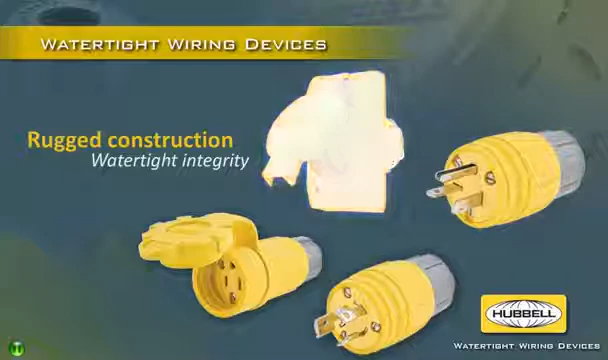 WATERTIGHT WIRING DEVICES
Rugged construction
Watertight integrity
HUBBELL
WATERTIGHT WIRING DEVICES